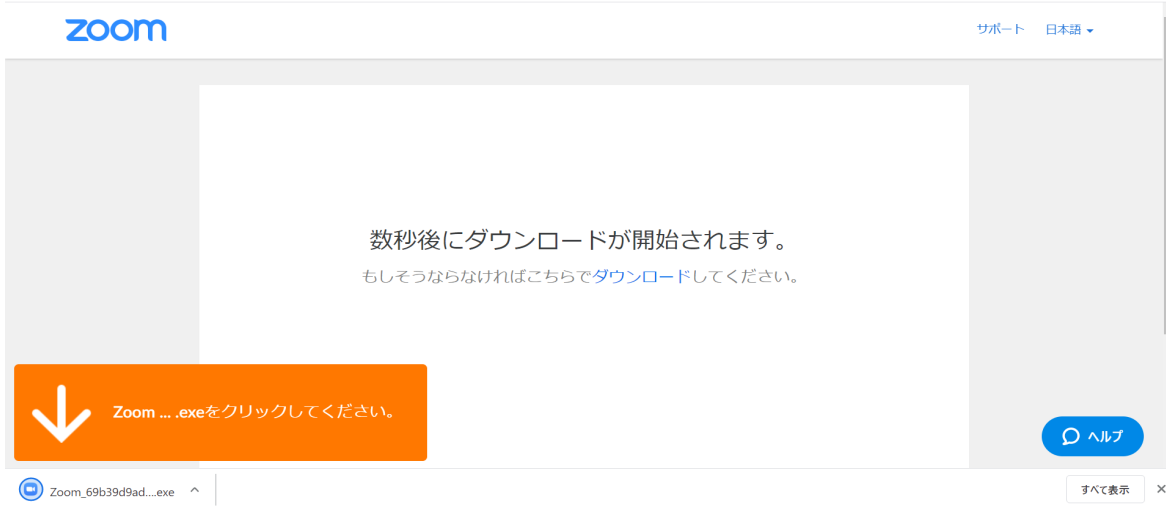 zoom
サポート 日本語
数秒後にダウンロードが開始されます。
もしそうならなければこちらでダウンロードしてください。
Zoom ... .exeをクリックしてください。
ヘルプ
Zoom_69b39d9ad....exe すべて表示